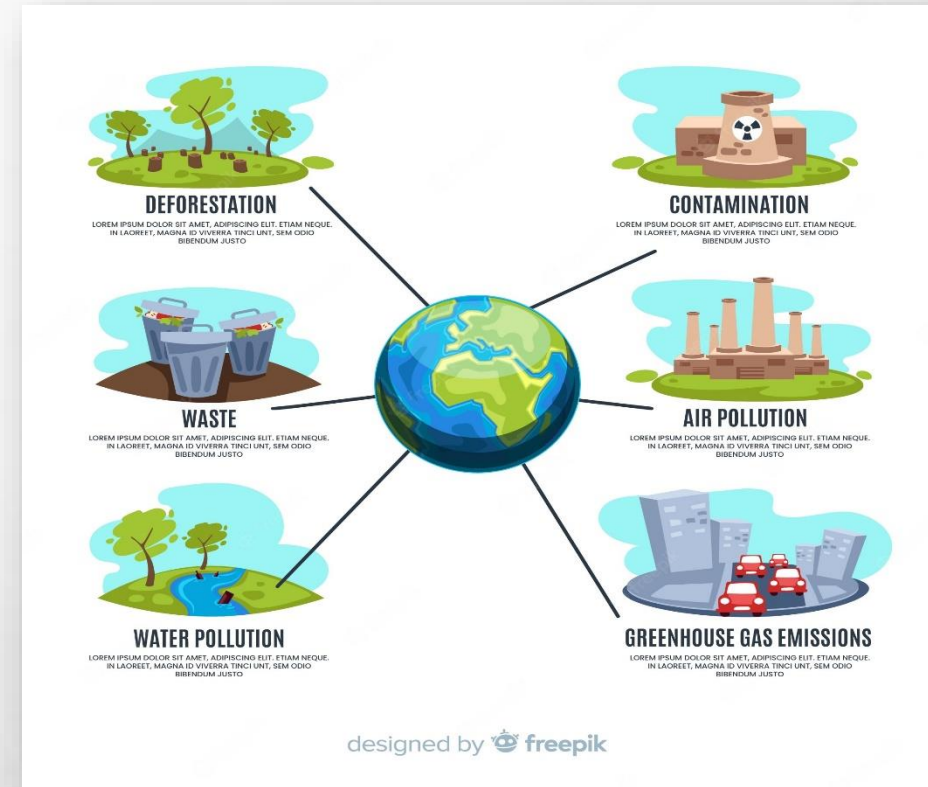 DEFORESTATION
LOREM IPSUM DOLOR SIT AMET, ADIPISCING ELIT. ETIAM NEQUE.
IN LAOREET, MAGNA ID VIVERRA TINCI UNT, SEM ODIO
BIBENDUM JUSTO
CONTAMINATION
LOREM IPSUM DOLOR SIT AMET, ADIPISCING ELIT. ETIAM NEQUE.
IN LAOREET, MAGNA ID VIVERRA TINCI UNT, SEM ODIO
BIBENDUM JUSTO
WASTE
LOREM IPSUM DOLOR SIT AMET, ADIPISCING ELIT. ETIAM NEQUE.
IN LAOREET, MAGNA ID VIVERRA TINCI UNT, SEM ODIO
BIBENDUM JUSTO
AIR POLLUTION
LOREM IPSUM DOLOR SIT AMET, ADIPISCING ELIT. ETIAM NEQUE.
IN LAOREET, MAGNA ID VIVERRA TINCI UNT, SEM ODIO
BIBENDUM JUSTO
WATER POLLUTION
LOREM IPSUM DOLOR SIT AMET, ADIPISCING ELIT. ETIAM NEQUE.
IN LAOREET, MAGNA ID VIVERRA TINCI UNT, SEM ODIO
BIBENDUM JUSTO
GREENHOUSE GAS EMISSIONS
LOREM IPSUM DOLOR SIT AMET, ADIPISCING ELIT. ETIAM NEQUE.
IN LAOREET, MAGNA ID VIVERRA TINCI UNT, SEM ODIO
BIBENDUM JUSTO
designed by freepik